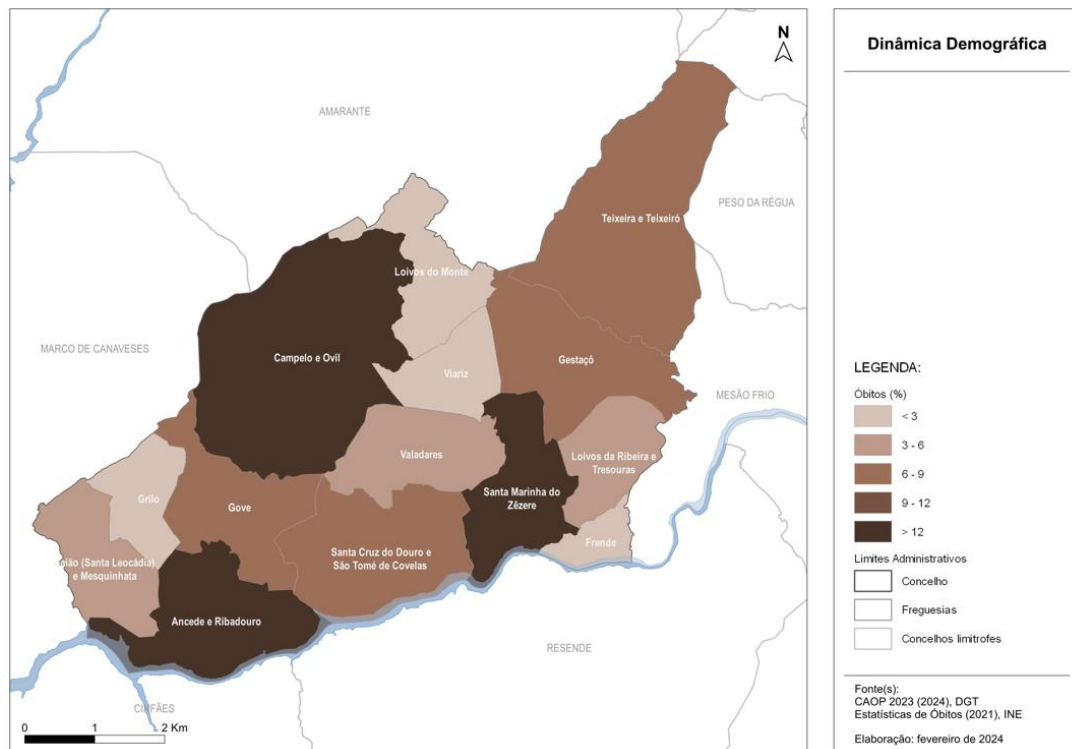 N
AMARANTE
PESO DA RÉGUA
Teixeira e Teixeiró
Loivos do Monte
MARCO DE CANAVESES
Campelo e Ovil
Gestaçô
Viariz
MESÃO FRIO
Valadares
Loivos da Ribeira e
Tresouras
Santa Marinha do
Zêzere
Grilo
Gove
Frende
Santa Cruz do Douro e
São Tomé de Covelas
(Santa Leocádia)
e Mesquinhata
Ancede e Ribadouro
RESENDE
CINFÃES
0 1 2 Km
Dinâmica Demográfica
LEGENDA:
Óbitos (%)
< 3
3 - 6
6 - 9
9 - 12
> 12
Limites Administrativos
Concelho
Freguesias
Concelhos limitrofes
Fonte(s):
CAOP 2023 (2024), DGT
Estatísticas de Óbitos (2021), INE
Elaboração: fevereiro de 2024